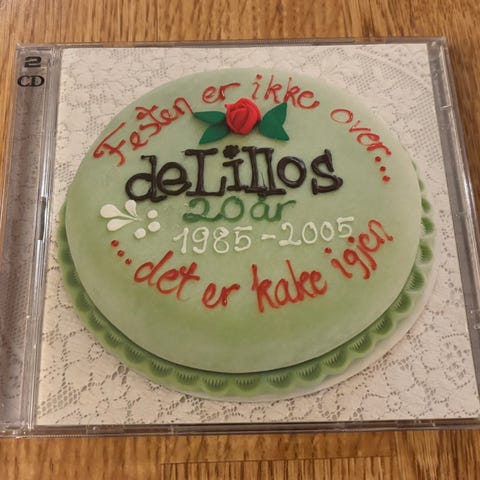 2
CD
Festen er ikke over...
deLillos
20 år
1985-2005
...det er kake igjen